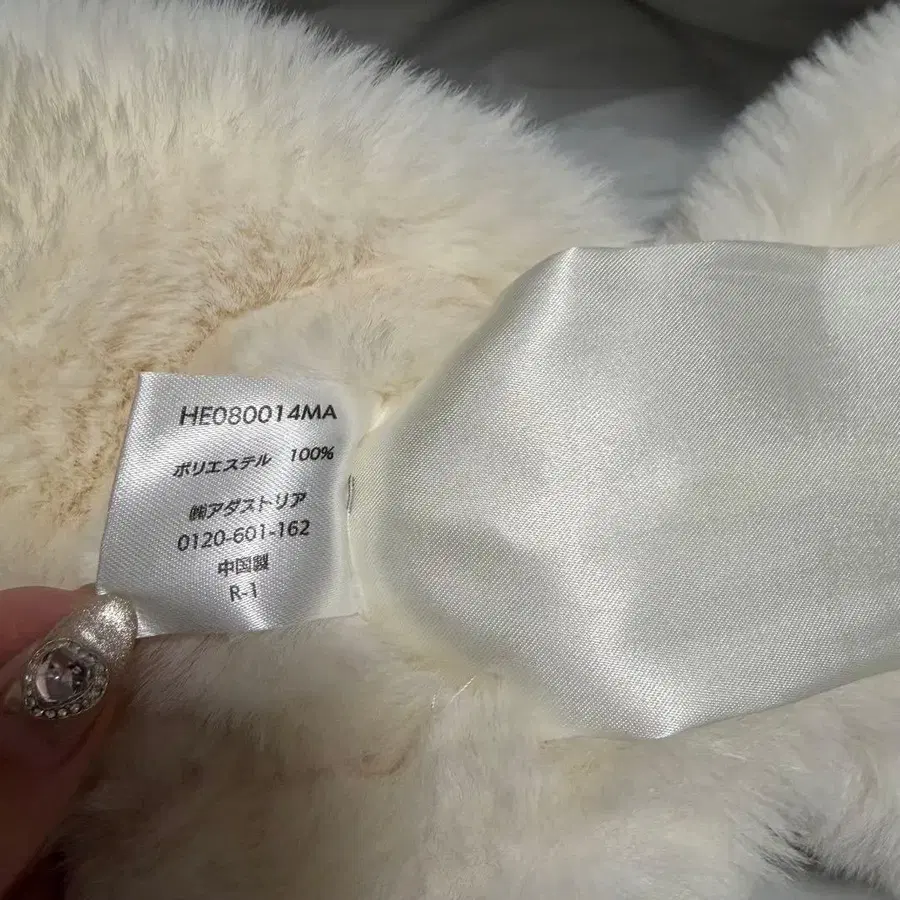 HE080014MA
ポリエステル 100%
㈱アダストリア
0120-601-162
中国製
R-1